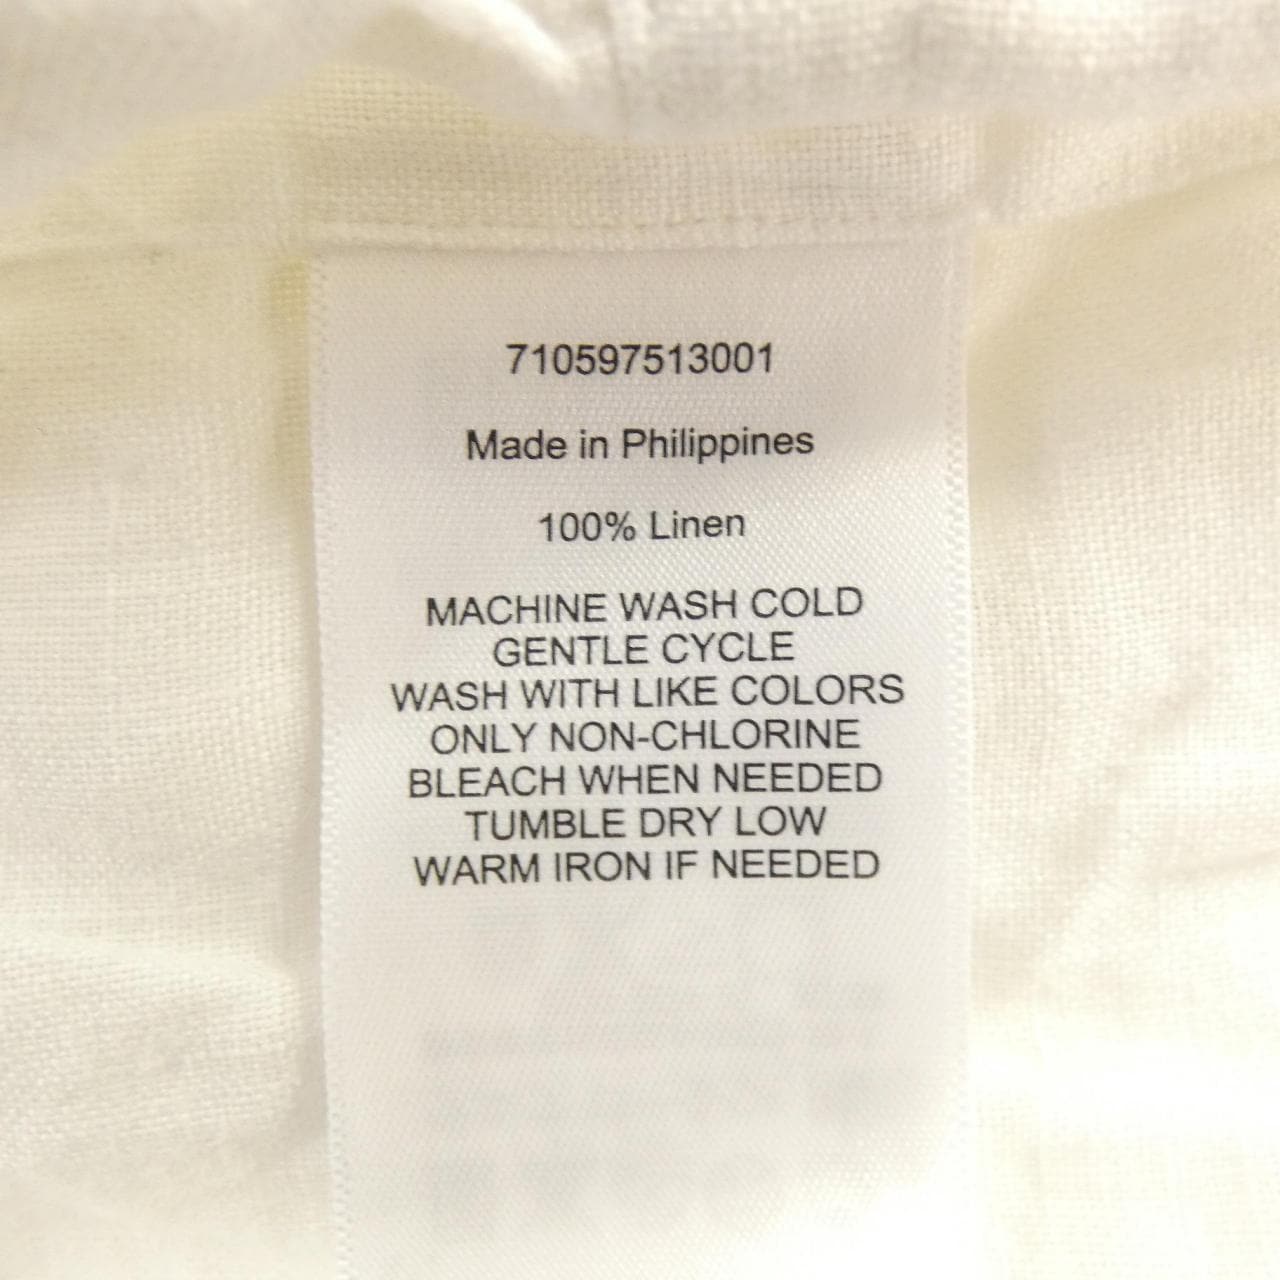 710597513001
Made in Philippines
100% Linen
MACHINE WASH COLD
GENTLE CYCLE
WASH WITH LIKE COLORS
ONLY NON-CHLORINE
BLEACH WHEN NEEDED
TUMBLE DRY LOW
WARM IRON IF NEEDED